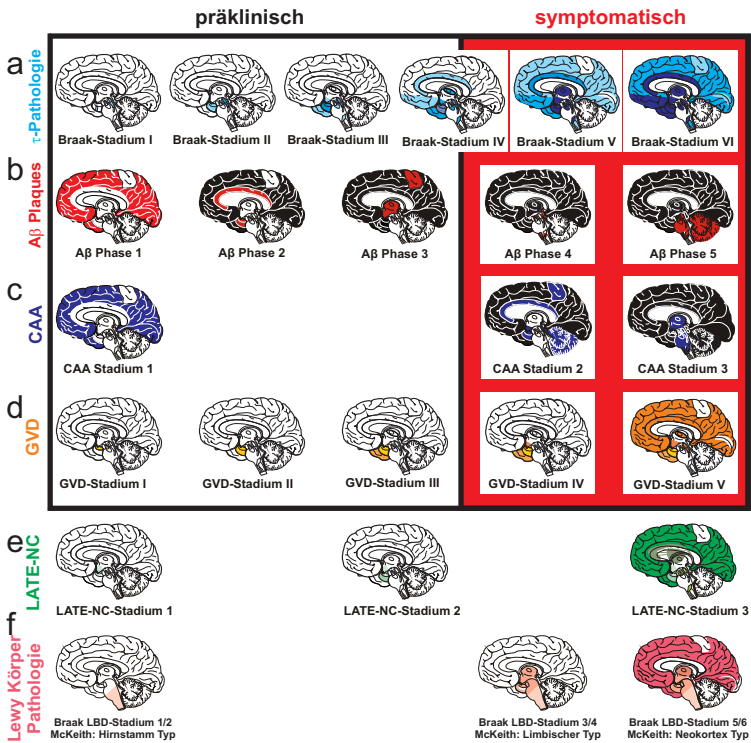 präklinisch
symptomatisch
a
τ-Pathologie
Braak-Stadium I
Braak-Stadium II
Braak-Stadium III
Braak-Stadium IV
Braak-Stadium V
Braak-Stadium VI
b
Aβ Plaques
Aβ Phase 1
Aβ Phase 2
Aβ Phase 3
Aβ Phase 4
Aβ Phase 5
c
CAA
CAA Stadium 1
CAA Stadium 2
CAA Stadium 3
d
GVD
GVD-Stadium I
GVD-Stadium II
GVD-Stadium III
GVD-Stadium IV
GVD-Stadium V
e
LATE-NC
LATE-NC-Stadium 1
LATE-NC-Stadium 2
LATE-NC-Stadium 3
f
Lewy Körper
Pathologie
Braak LBD-Stadium 1/2
McKeith: Hirnstamm Typ
Braak LBD-Stadium 3/4
McKeith: Limbischer Typ
Braak LBD-Stadium 5/6
McKeith: Neokortex Typ